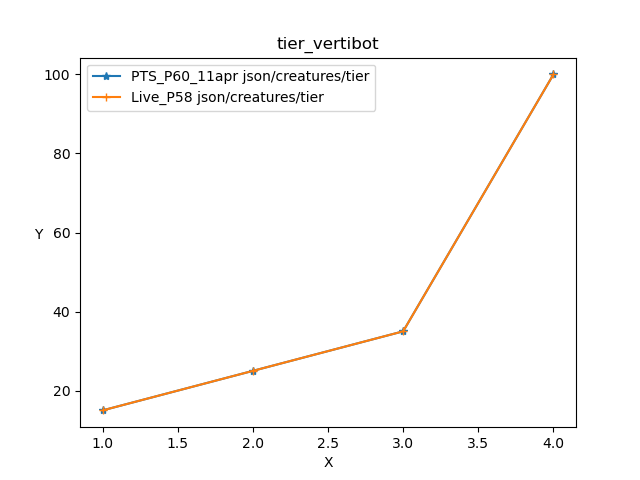 tier_vertibot
PTS_P60_11apr json/creatures/tier
Live_P58 json/creatures/tier
100
80
60
40
20
Y
1.0 1.5 2.0 2.5 3.0 3.5 4.0
X